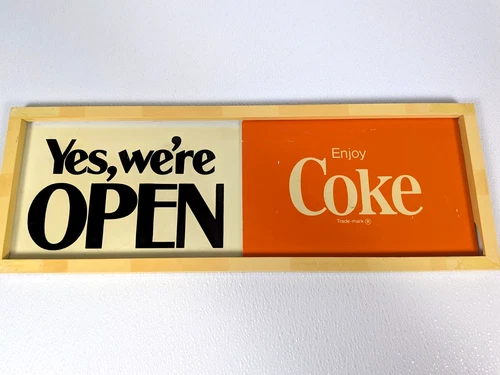 Yes, we're
OPEN
Enjoy
Coke
Trade-mark ®